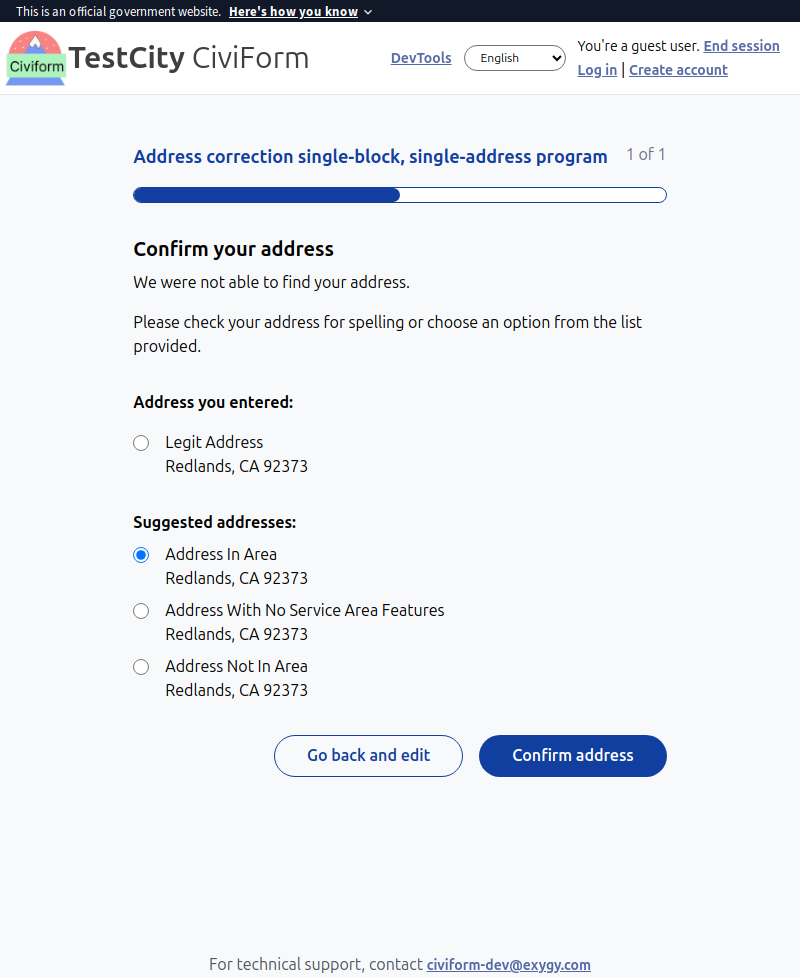 This is an official government website. Here's how you know
Civiform
TestCity CiviForm
DevTools
English
You're a guest user. End session
Log in | Create account
Address correction single-block, single-address program
1 of 1
Confirm your address
We were not able to find your address.
Please check your address for spelling or choose an option from the list
provided.
Address you entered:
Legit Address
Redlands, CA 92373
Suggested addresses:
Address In Area
Redlands, CA 92373
Address With No Service Area Features
Redlands, CA 92373
Address Not In Area
Redlands, CA 92373
Go back and edit
Confirm address
For technical support, contact civiform-dev@exygy.com